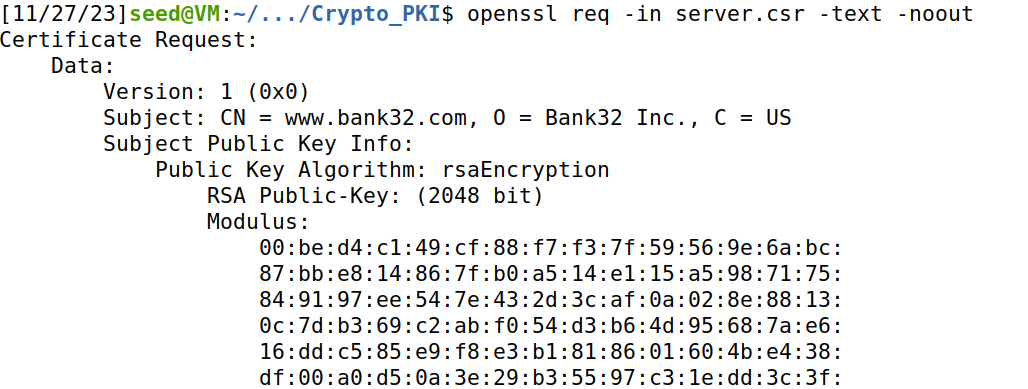 [11/27/23]seed@VM:~/.../Crypto_PKI$ openssl req -in server.csr -text -noout
Certificate Request:
    Data:
        Version: 1 (0x0)
        Subject: CN = www.bank32.com, O = Bank32 Inc., C = US
        Subject Public Key Info:
            Public Key Algorithm: rsaEncryption
                RSA Public-Key: (2048 bit)
                Modulus:
                    00:be:d4:c1:49:cf:88:f7:f3:7f:59:56:9e:6a:bc:
                    87:bb:e8:14:86:7f:b0:a5:14:e1:15:a5:98:71:75:
                    84:91:97:ee:54:7e:43:2d:3c:af:0a:02:8e:88:13:
                    0c:7d:b3:69:c2:ab:f0:54:d3:b6:4d:95:68:7a:e6:
                    16:dd:c5:85:e9:f8:e3:b1:81:86:01:60:4b:e4:38:
                    df:00:a0:d5:0a:3e:29:b3:55:97:c3:1e:dd:3c:3f: